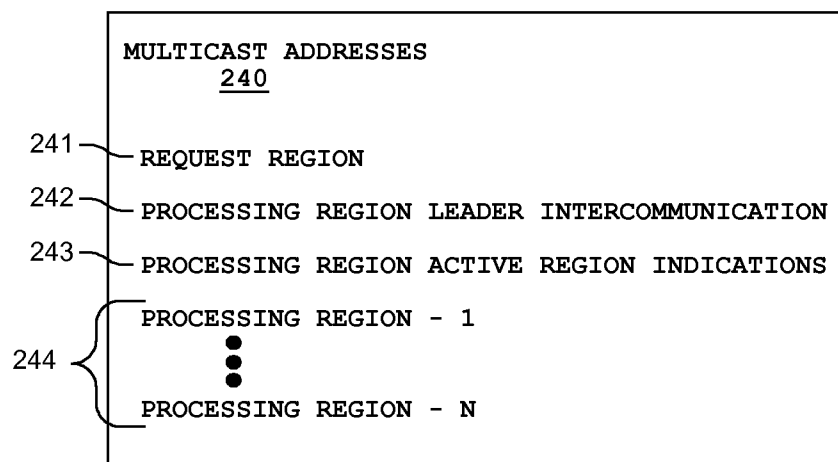 MULTICAST ADDRESSES
240
241
REQUEST REGION
242
PROCESSING REGION LEADER INTERCOMMUNICATION
243
PROCESSING REGION ACTIVE REGION INDICATIONS
244
PROCESSING REGION - 1
PROCESSING REGION - N